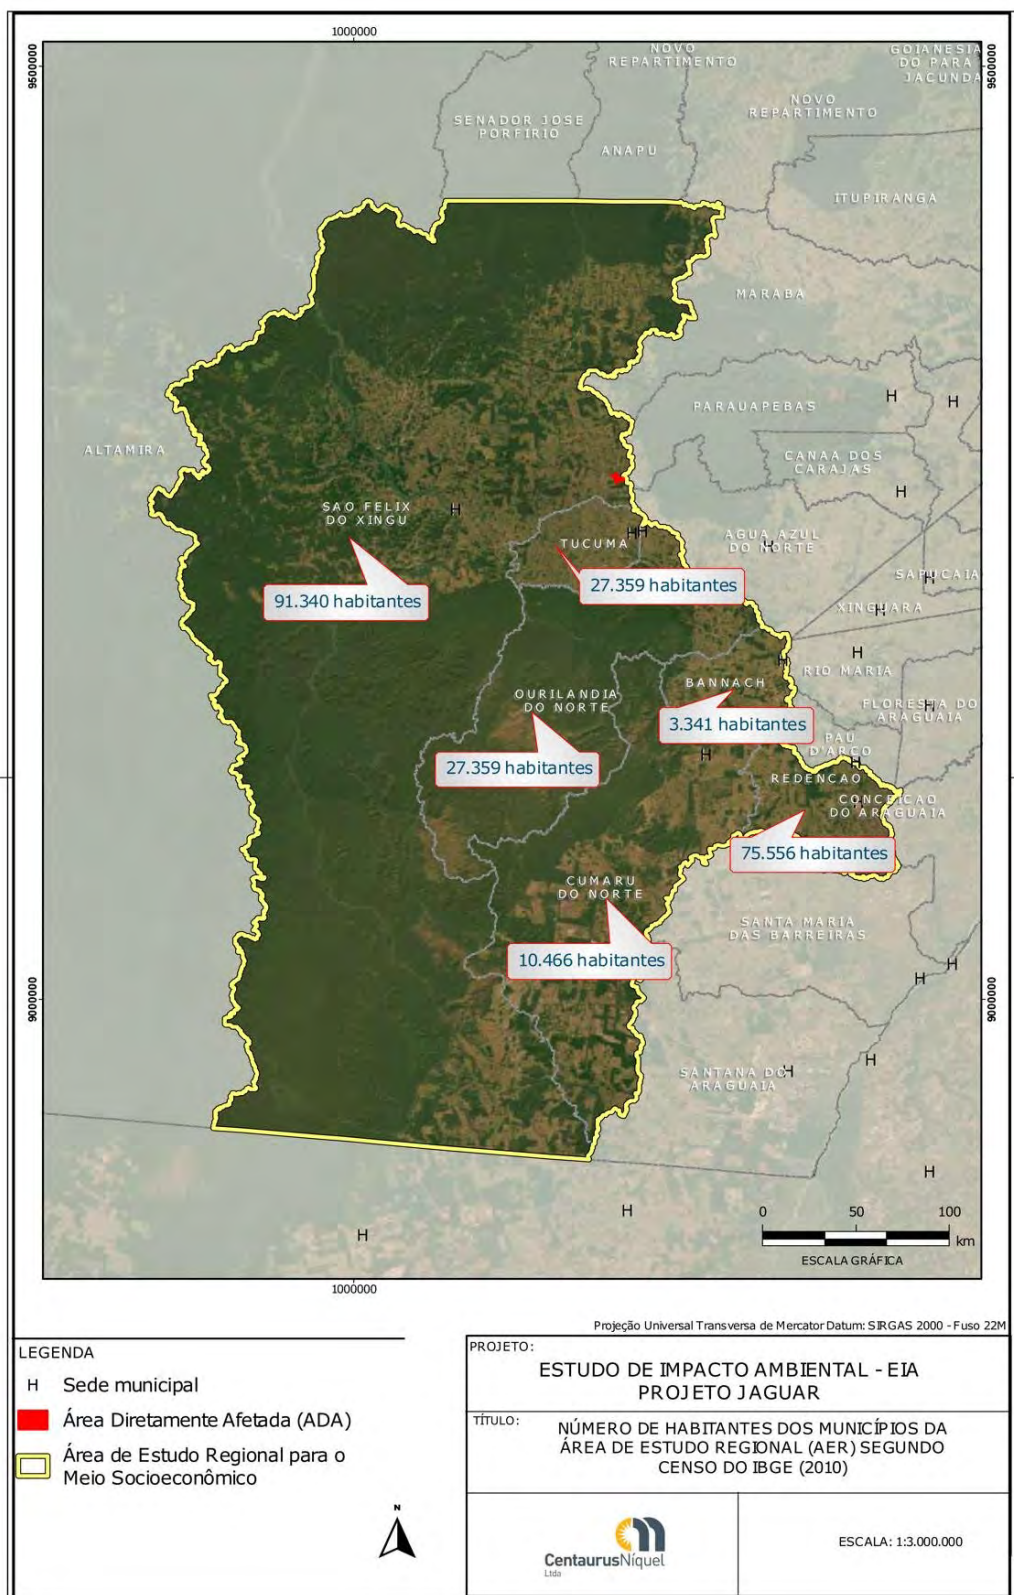 1000000
9500000
9500000
NOVO
REPARTIMENTO
GOIANESIA
DO PARA
JACUNDA
NOVO
REPARTIMENTO
SENADOR JOSE
PORFIRIO
ANAPU
ITUPIRANGA
MARABA
PARAUAPEBAS
H
H
ALTAMIRA
CANAA DOS
CARAJAS
H
SAO FELIX
DO XINGU
H
TUCUMA
H
H
AGUA AZUL
DO NORTE
H
SAPUCAIA
H
91.340 habitantes
27.359 habitantes
XINGUARA
H
H
RIO MARIA
H
BANNACH
OURILANDIA
DO NORTE
FLORESTA DO
ARAGUAIA
H
3.341 habitantes
PAU
D'ARCO
H
H
27.359 habitantes
REDENCAO
CONCEICAO
DO ARAGUAIA
H
75.556 habitantes
CUMARU
DO NORTE
SANTA MARIA
DAS BARREIRAS
10.466 habitantes
H
H
9000000
9000000
SANTANA DO
ARAGUAIA
H
H
H
H
H
0 50 100
km
ESCALA GRÁFICA
1000000
Projeção Universal Transversa de Mercator Datum: SIRGAS 2000 - Fuso 22M
LEGENDA
H Sede municipal
Área Diretamente Afetada (ADA)
Área de Estudo Regional para o
Meio Socioeconômico
N
PROJETO:
ESTUDO DE IMPACTO AMBIENTAL - EIA
PROJETO JAGUAR
TÍTULO:
NÚMERO DE HABITANTES DOS MUNICÍPIOS DA
ÁREA DE ESTUDO REGIONAL (AER) SEGUNDO
CENSO DO IBGE (2010)
CentaurusNíquel
Ltda
ESCALA: 1:3.000.000